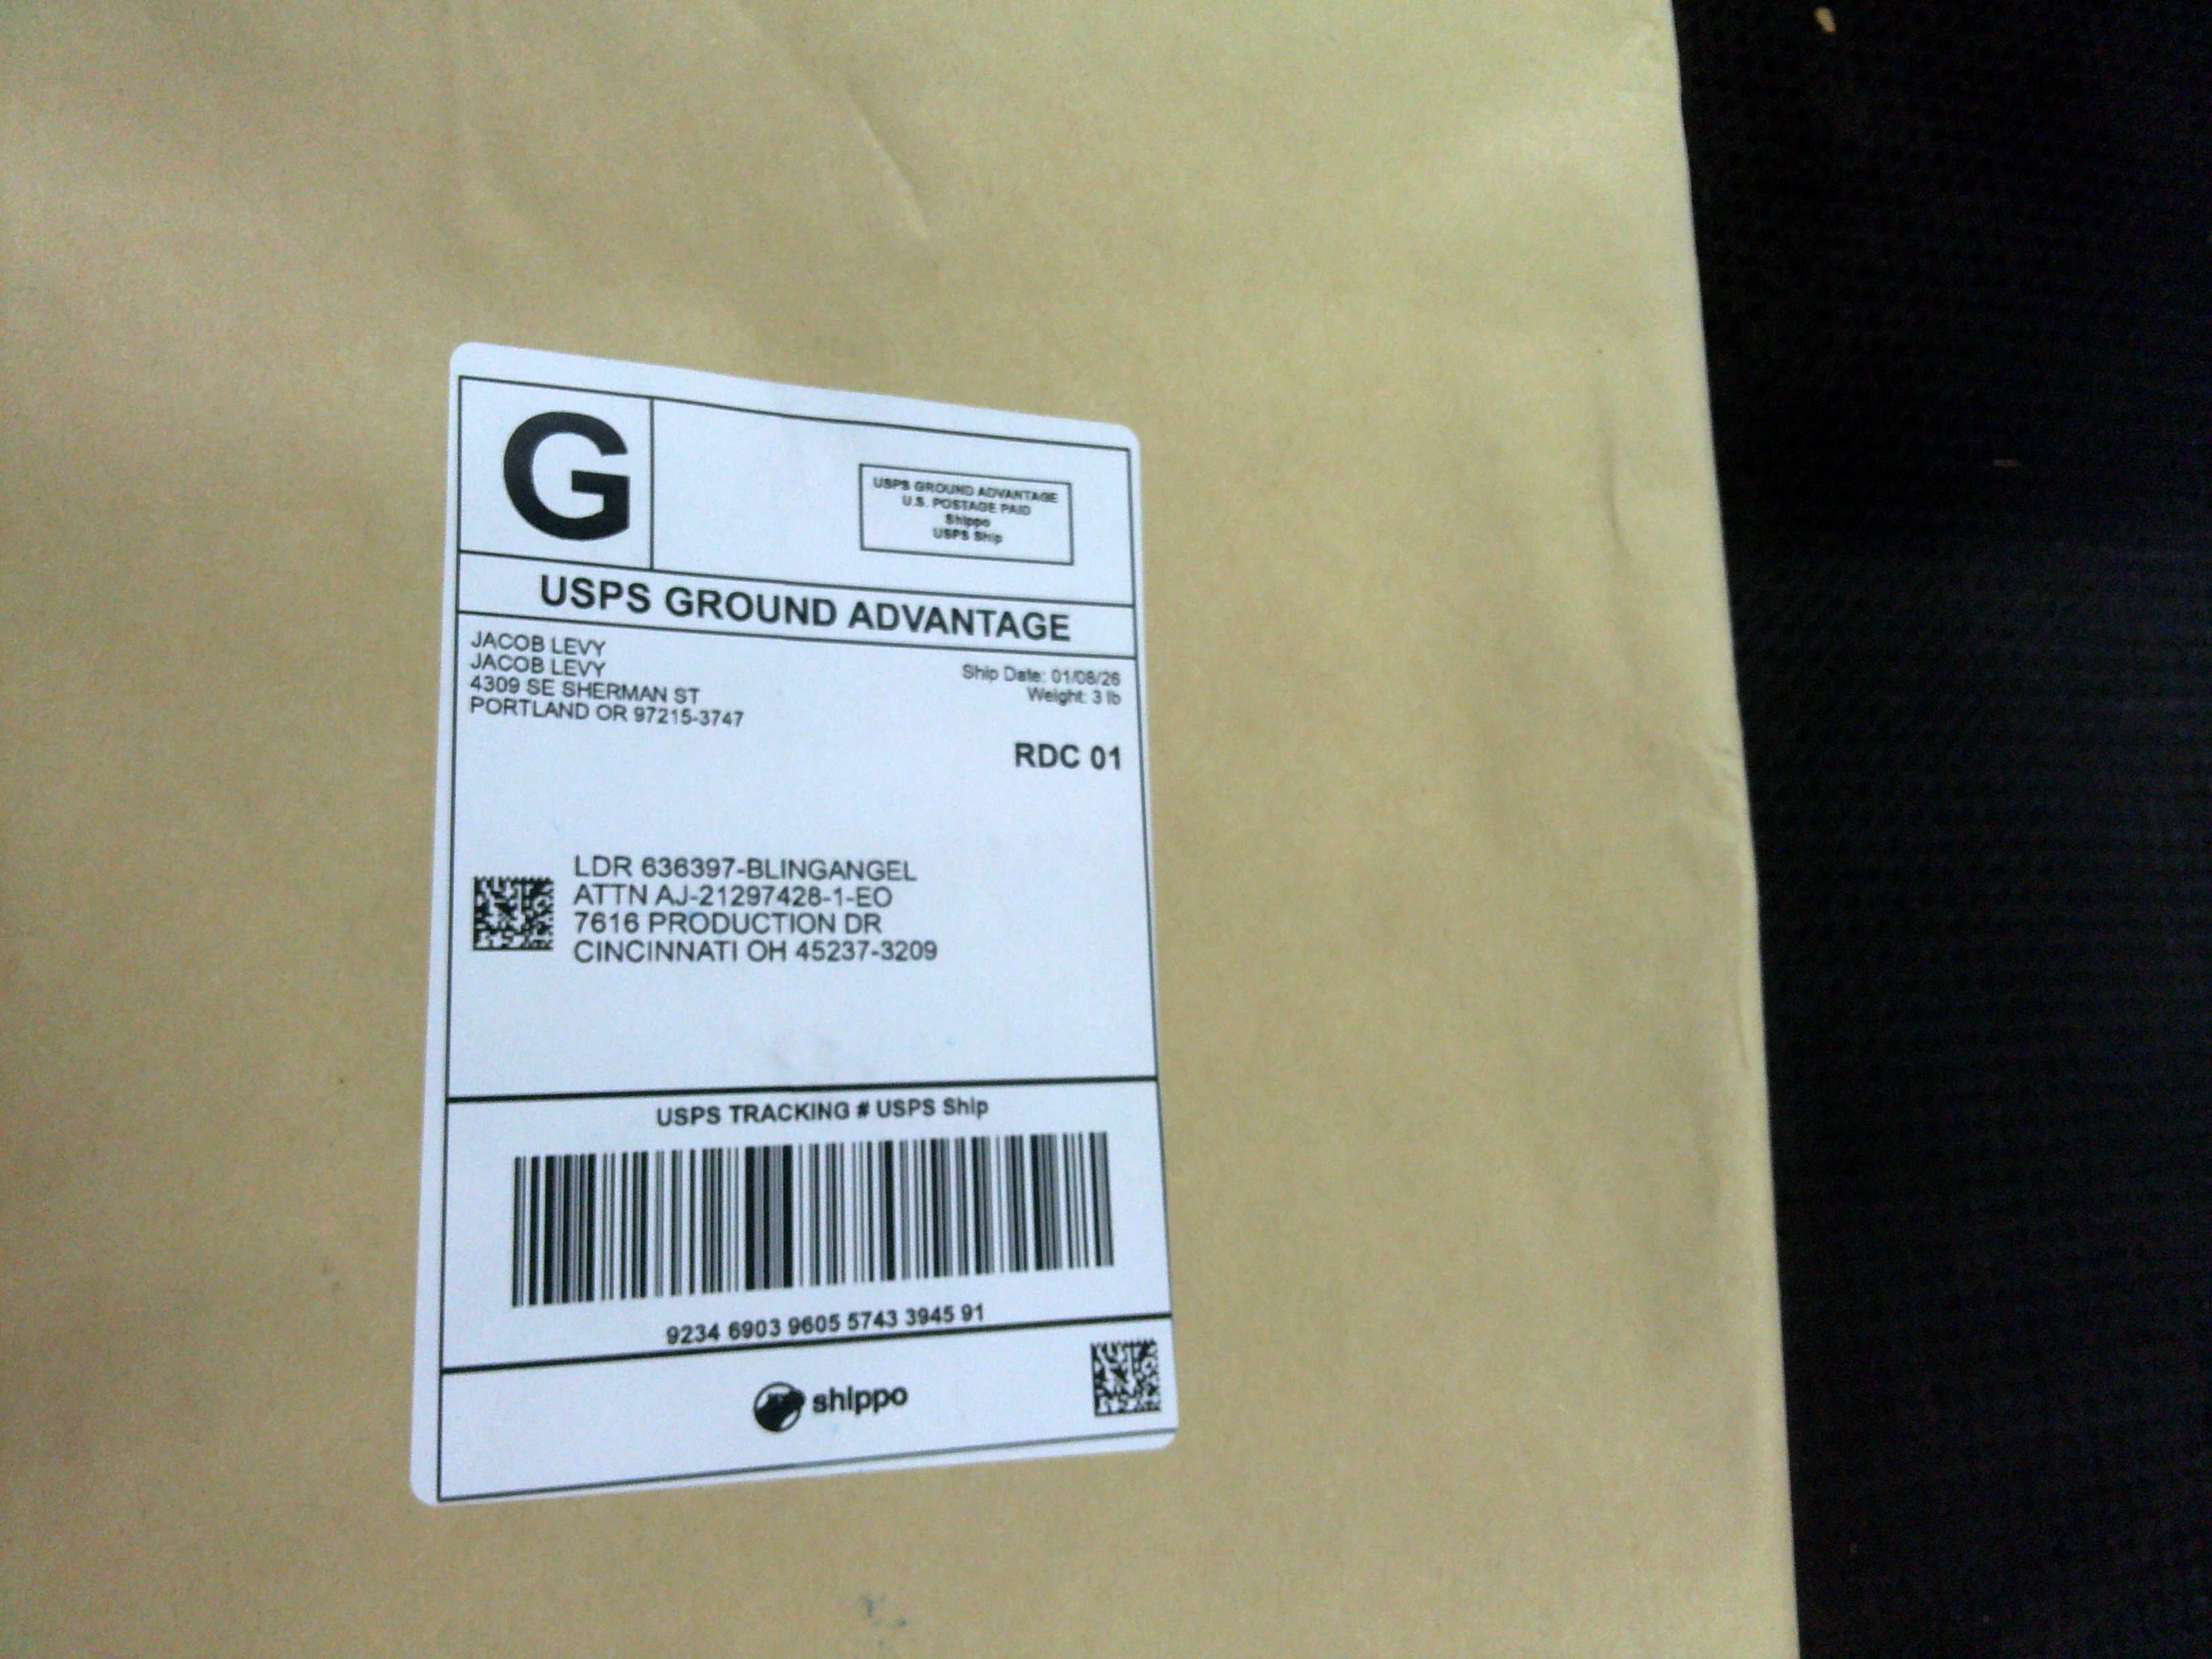 G
USPS GROUND ADVANTAGE
U.S. POSTAGE PAID
Shippo
USPS Ship
USPS GROUND ADVANTAGE
JACOB LEVY
JACOB LEVY
4309 SE SHERMAN ST
PORTLAND OR 97215-3747
Ship Date: 01/08/26
Weight: 3 lb
RDC 01
LDR 636397-BLINGANGEL
ATTN AJ-21297428-1-EO
7616 PRODUCTION DR
CINCINNATI OH 45237-3209
USPS TRACKING # USPS Ship
9234 6903 9605 5743 3945 91
shippo